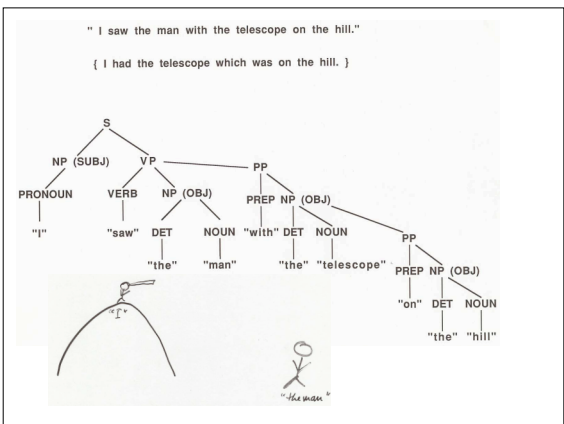 " I saw the man with the telescope on the hill."
{ I had the telescope which was on the hill. }
S
NP (SUBJ) VP PP
PRONOUN VERB NP (OBJ) PREP NP (OBJ)
"I" "saw" DET NOUN "with" DET NOUN PP
"the" "man" "the" "telescope" PREP NP (OBJ)
"on" DET NOUN
"the" "hill"
"I"
"the man"